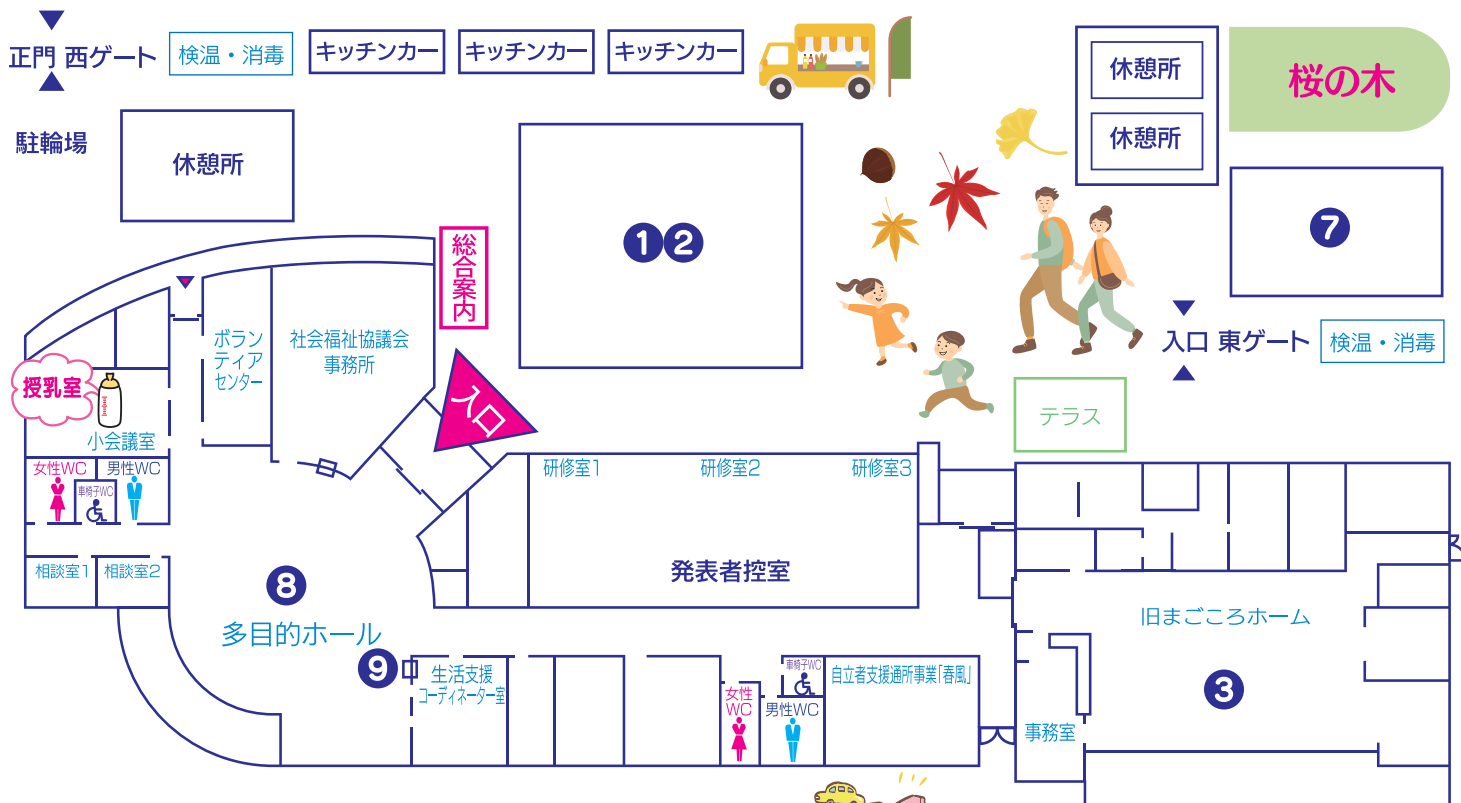 正門 西ゲート
検温・消毒
キッチンカー
キッチンカー
キッチンカー
休憩所
休憩所
桜の木
駐輪場
休憩所
1 2
7
総合案内
入口 東ゲート
検温・消毒
ボラン
ティア
センター
社会福祉協議会
事務所
入口
テラス
授乳室
小会議室
女性WC
男性WC
車椅子WC
研修室1
研修室2
研修室3
発表者控室
相談室1
相談室2
8
多目的ホール
9
生活支援
コーディネーター室
女性
WC
車椅子WC
男性WC
自立者支援通所事業「春風」
旧まごころホーム
3
事務室